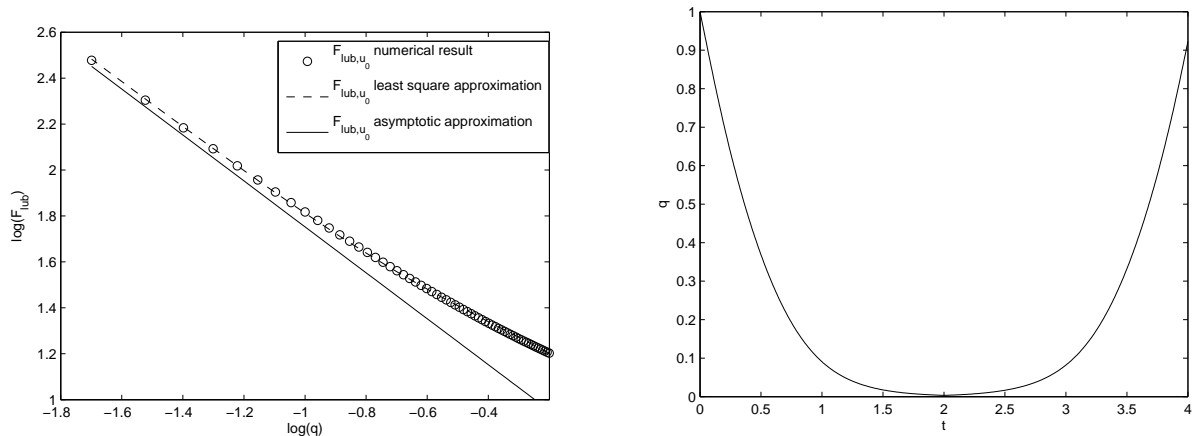 2.6
2.4
2.2
2
1.8
1.6
1.4
1.2
1
log(F_lub)
−1.8 −1.6 −1.4 −1.2 −1 −0.8 −0.6 −0.4
log(q)
F_lub,u_0 numerical result
F_lub,u_0 least square approximation
F_lub,u_0 asymptotic approximation
1
0.9
0.8
0.7
0.6
0.5
0.4
0.3
0.2
0.1
0
q
0 0.5 1 1.5 2 2.5 3 3.5 4
t